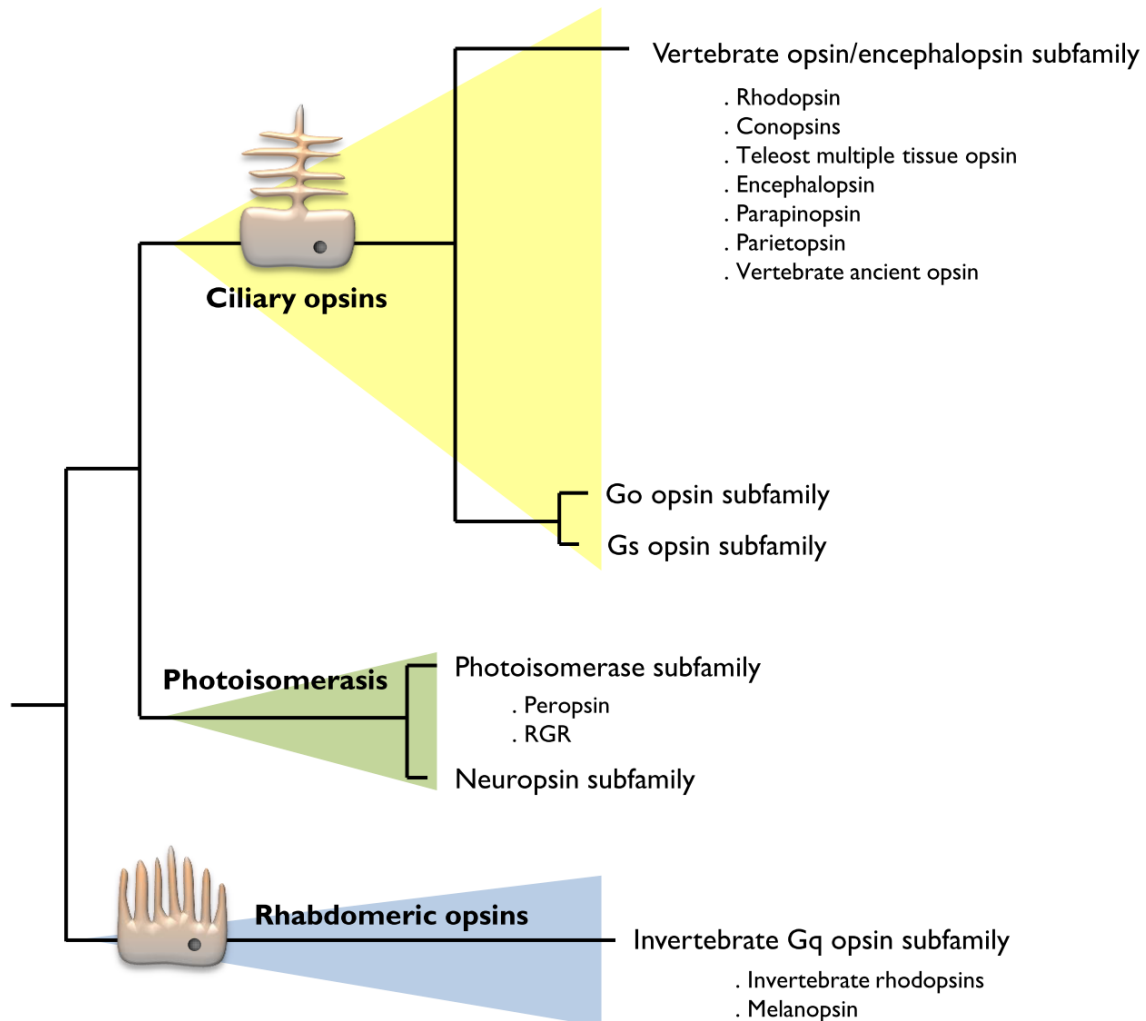 Vertebrate opsin/encephalopsin subfamily
. Rhodopsin
. Conopsins
. Teleost multiple tissue opsin
. Encephalopsin
. Parapinopsin
. Parietopsin
. Vertebrate ancient opsin
Ciliary opsins
Go opsin subfamily
Gs opsin subfamily
Photoisomerasis
Photoisomerase subfamily
. Peropsin
. RGR
Neuropsin subfamily
Rhabdomeric opsins
Invertebrate Gq opsin subfamily
. Invertebrate rhodopsins
. Melanopsin